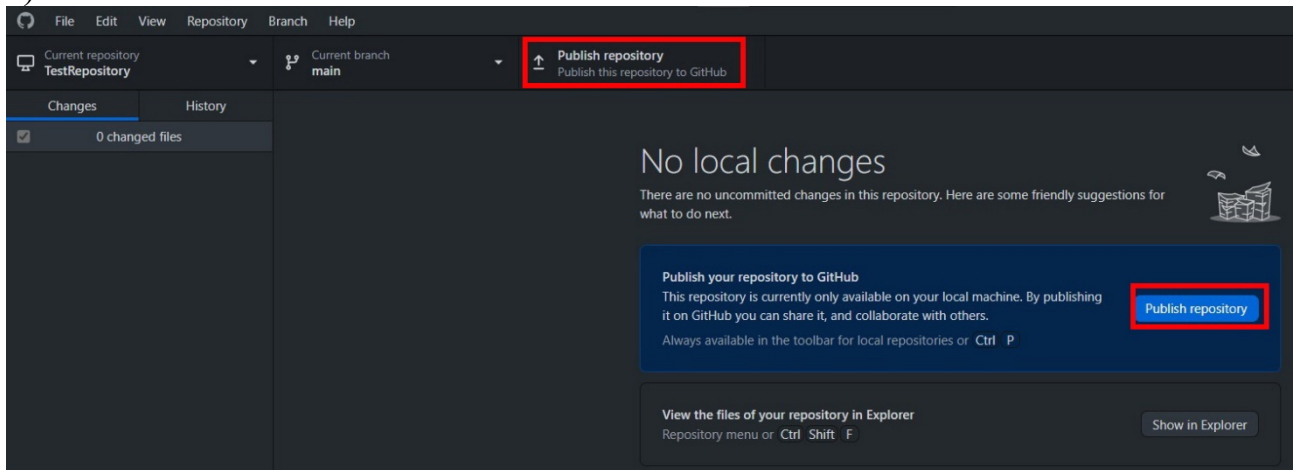 File Edit View Repository Branch Help
Current repository
TestRepository
Current branch
main
Publish repository
Publish this repository to GitHub
Changes History
0 changed files
No local changes
There are no uncommitted changes in this repository. Here are some friendly suggestions for
what to do next.
Publish your repository to GitHub
This repository is currently only available on your local machine. By publishing
it on GitHub you can share it, and collaborate with others.
Always available in the toolbar for local repositories or Ctrl P
Publish repository
View the files of your repository in Explorer
Repository menu or Ctrl Shift F
Show in Explorer